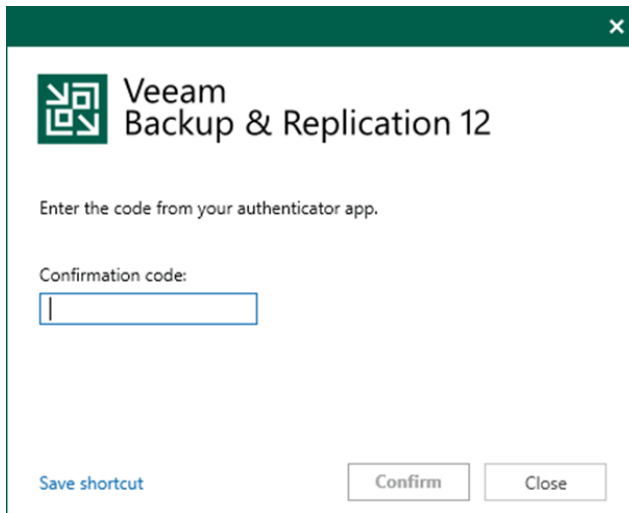 Veeam
Backup & Replication 12
Enter the code from your authenticator app.
Confirmation code:
Save shortcut
Confirm
Close